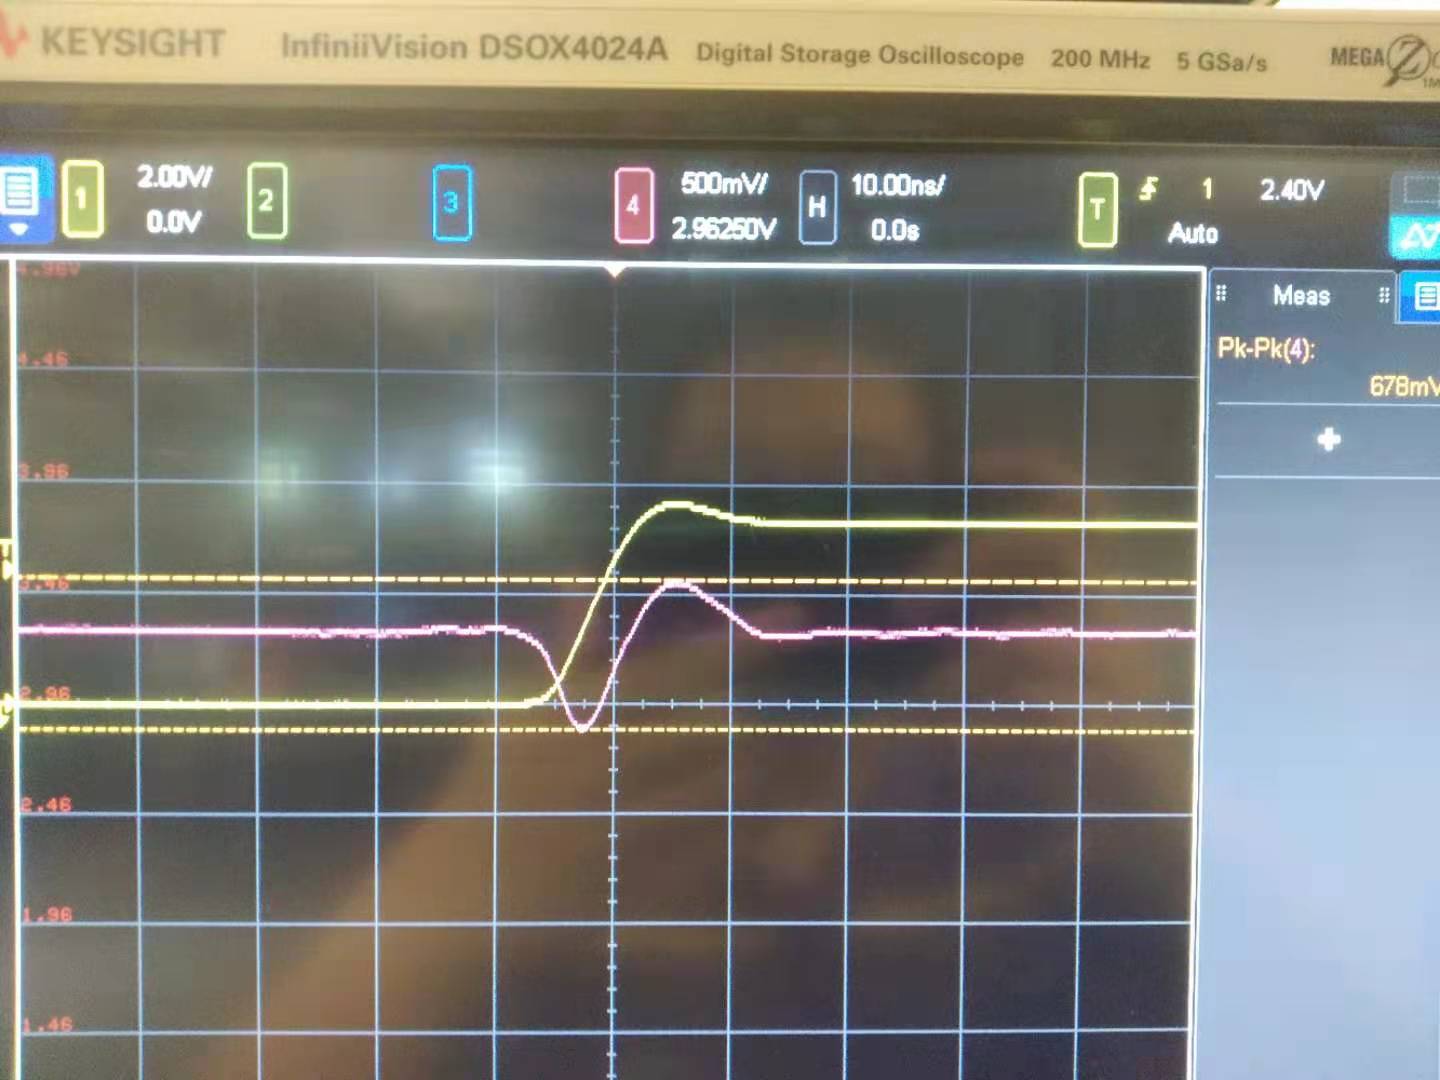 KEYSIGHT InfiniiVision DSOX4024A Digital Storage Oscilloscope 200 MHz 5 GSa/s MEGA
1 2.00V/ 2 3 4 500mV/ H 10.00ns/ T 1 2.40V
0.0V 2.96250V 0.0s Auto
4.96V
Meas
4.46
Pk-Pk(4):
678mV
3.96
T
3.46
2.96
2.46
1.96
1.46